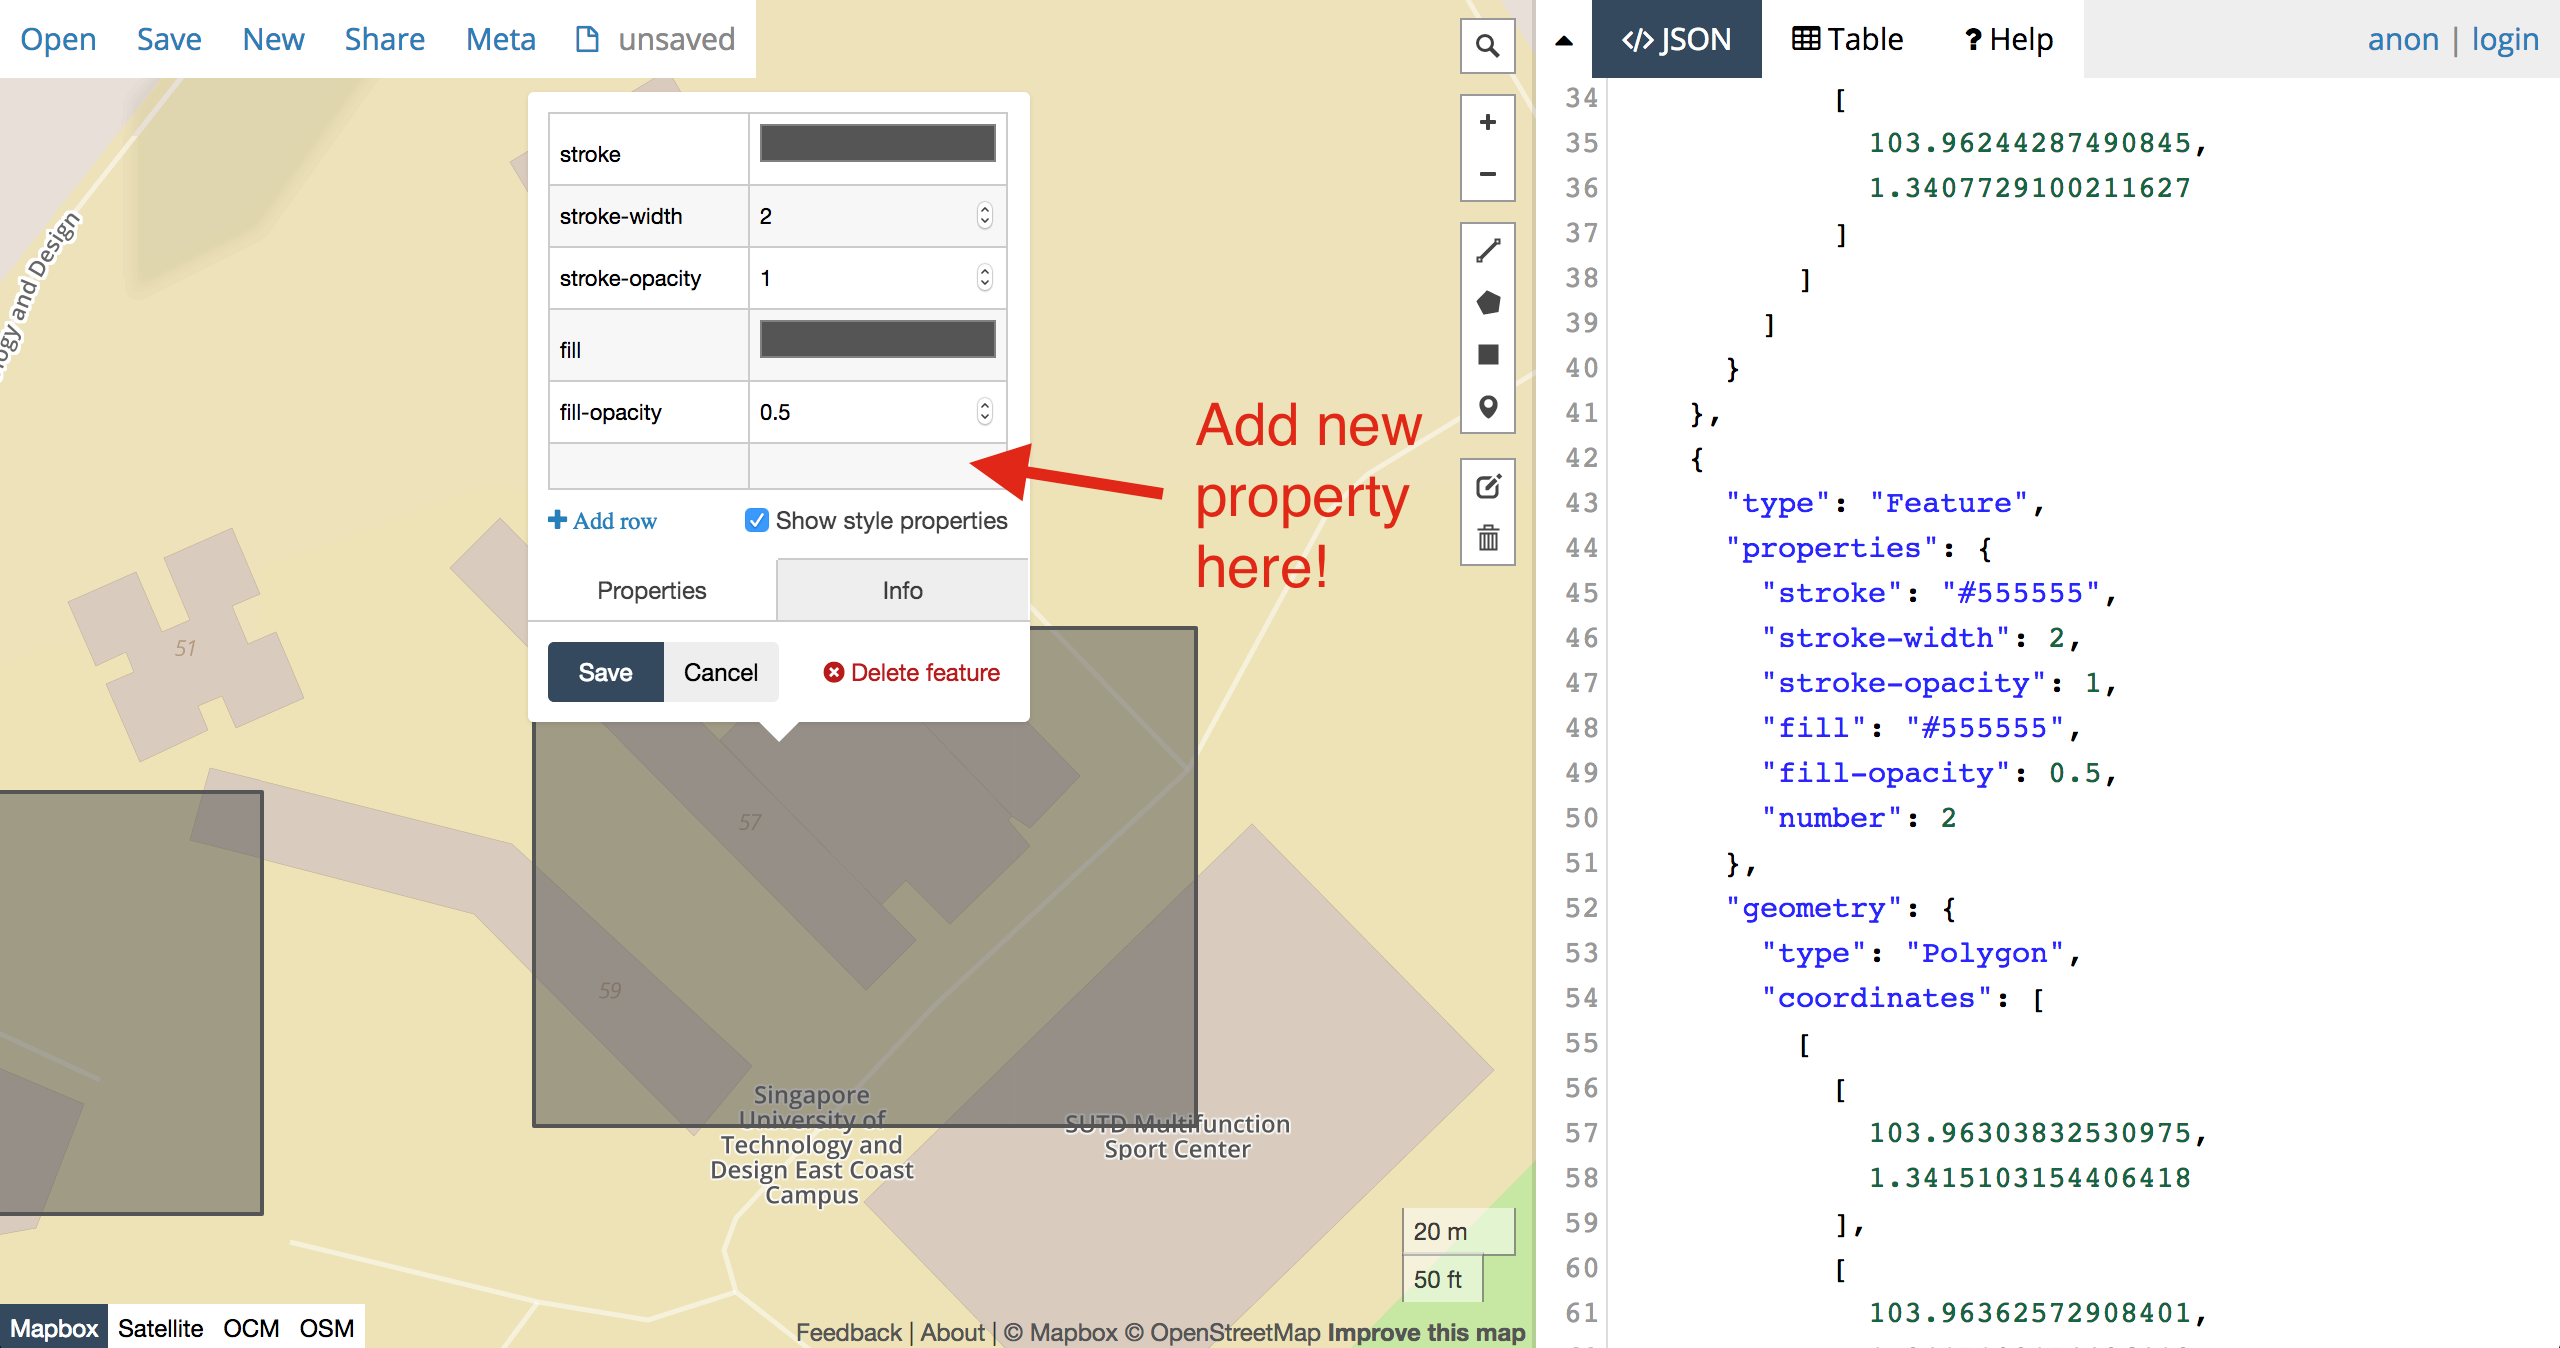 Open Save New Share Meta unsaved
JSON Table ? Help
anon | login
ogy and Design
stroke
stroke-width 2
stroke-opacity 1
fill
fill-opacity 0.5
Add row Show style properties
Properties Info
Save Cancel Delete feature
Add new
property
here!
51
57
59
Singapore
University of
Technology and
Design East Coast
Campus
SUTD Multifunction
Sport Center
20 m
50 ft
Mapbox Satellite OCM OSM
Feedback | About | © Mapbox © OpenStreetMap Improve this map
34 [
35 103.96244287490845,
36 1.3407729100211627
37 ]
38 ]
39 ]
40 }
41 },
42 {
43 "type": "Feature",
44 "properties": {
45 "stroke": "#555555",
46 "stroke-width": 2,
47 "stroke-opacity": 1,
48 "fill": "#555555",
49 "fill-opacity": 0.5,
50 "number": 2
51 },
52 "geometry": {
53 "type": "Polygon",
54 "coordinates": [
55 [
56 [
57 103.96303832530975,
58 1.3415103154406418
59 ],
60 [
61 103.96362572908401,